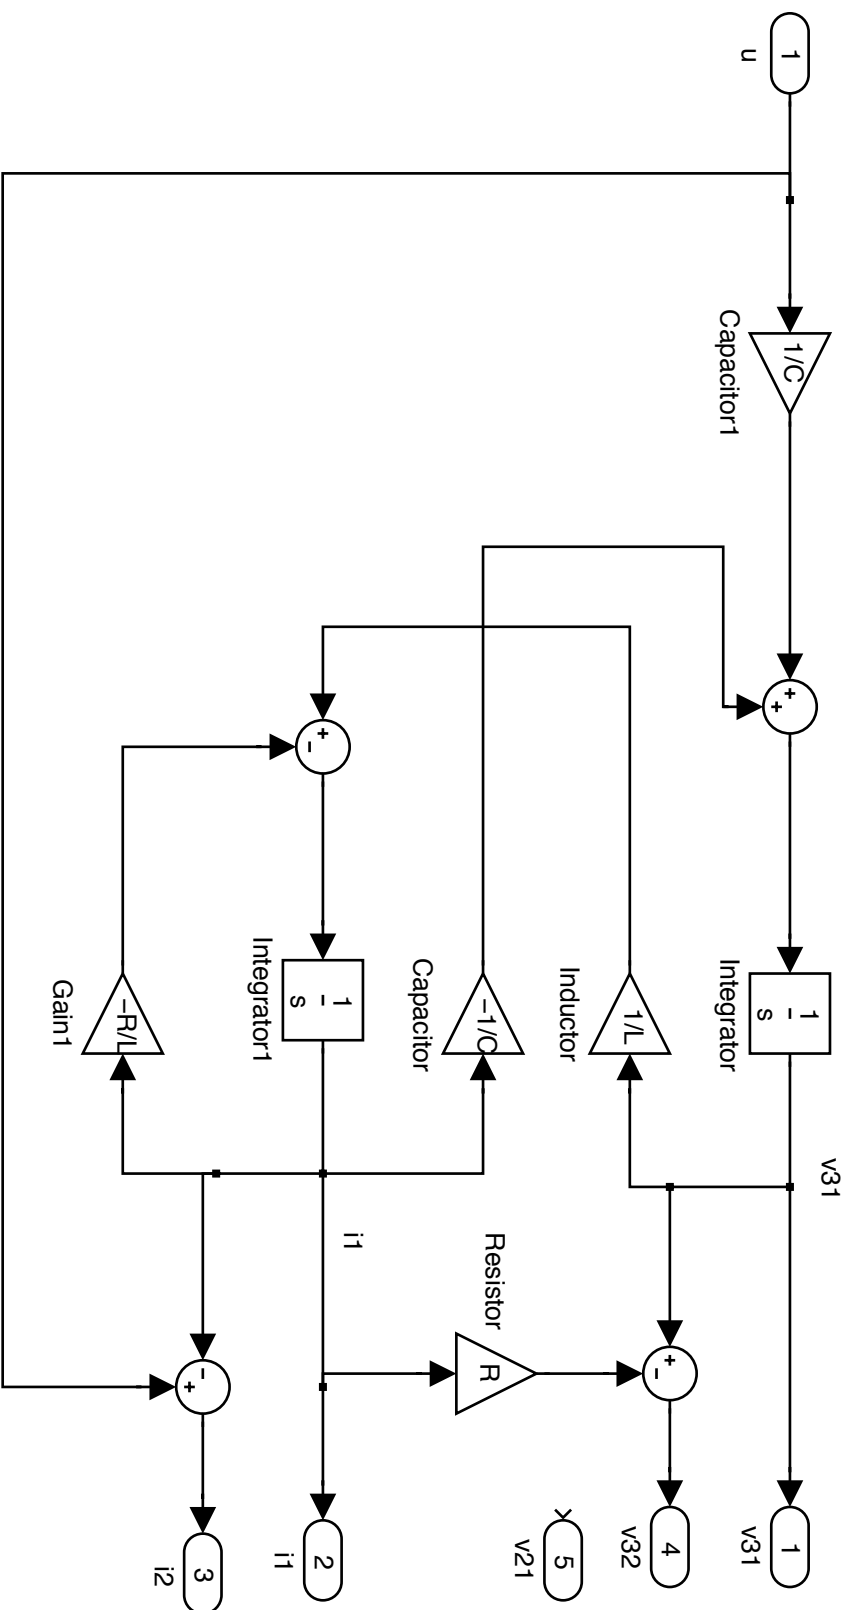 1
u
1/C
Capacitor1
+
+
1
s
Integrator
v31
1
v31
1/L
Inductor
+
−
4
v32
5
v21
−1/C
Capacitor
R
Resistor
+
−
1
s
Integrator1
i1
2
i1
−R/L
Gain1
−
+
3
i2